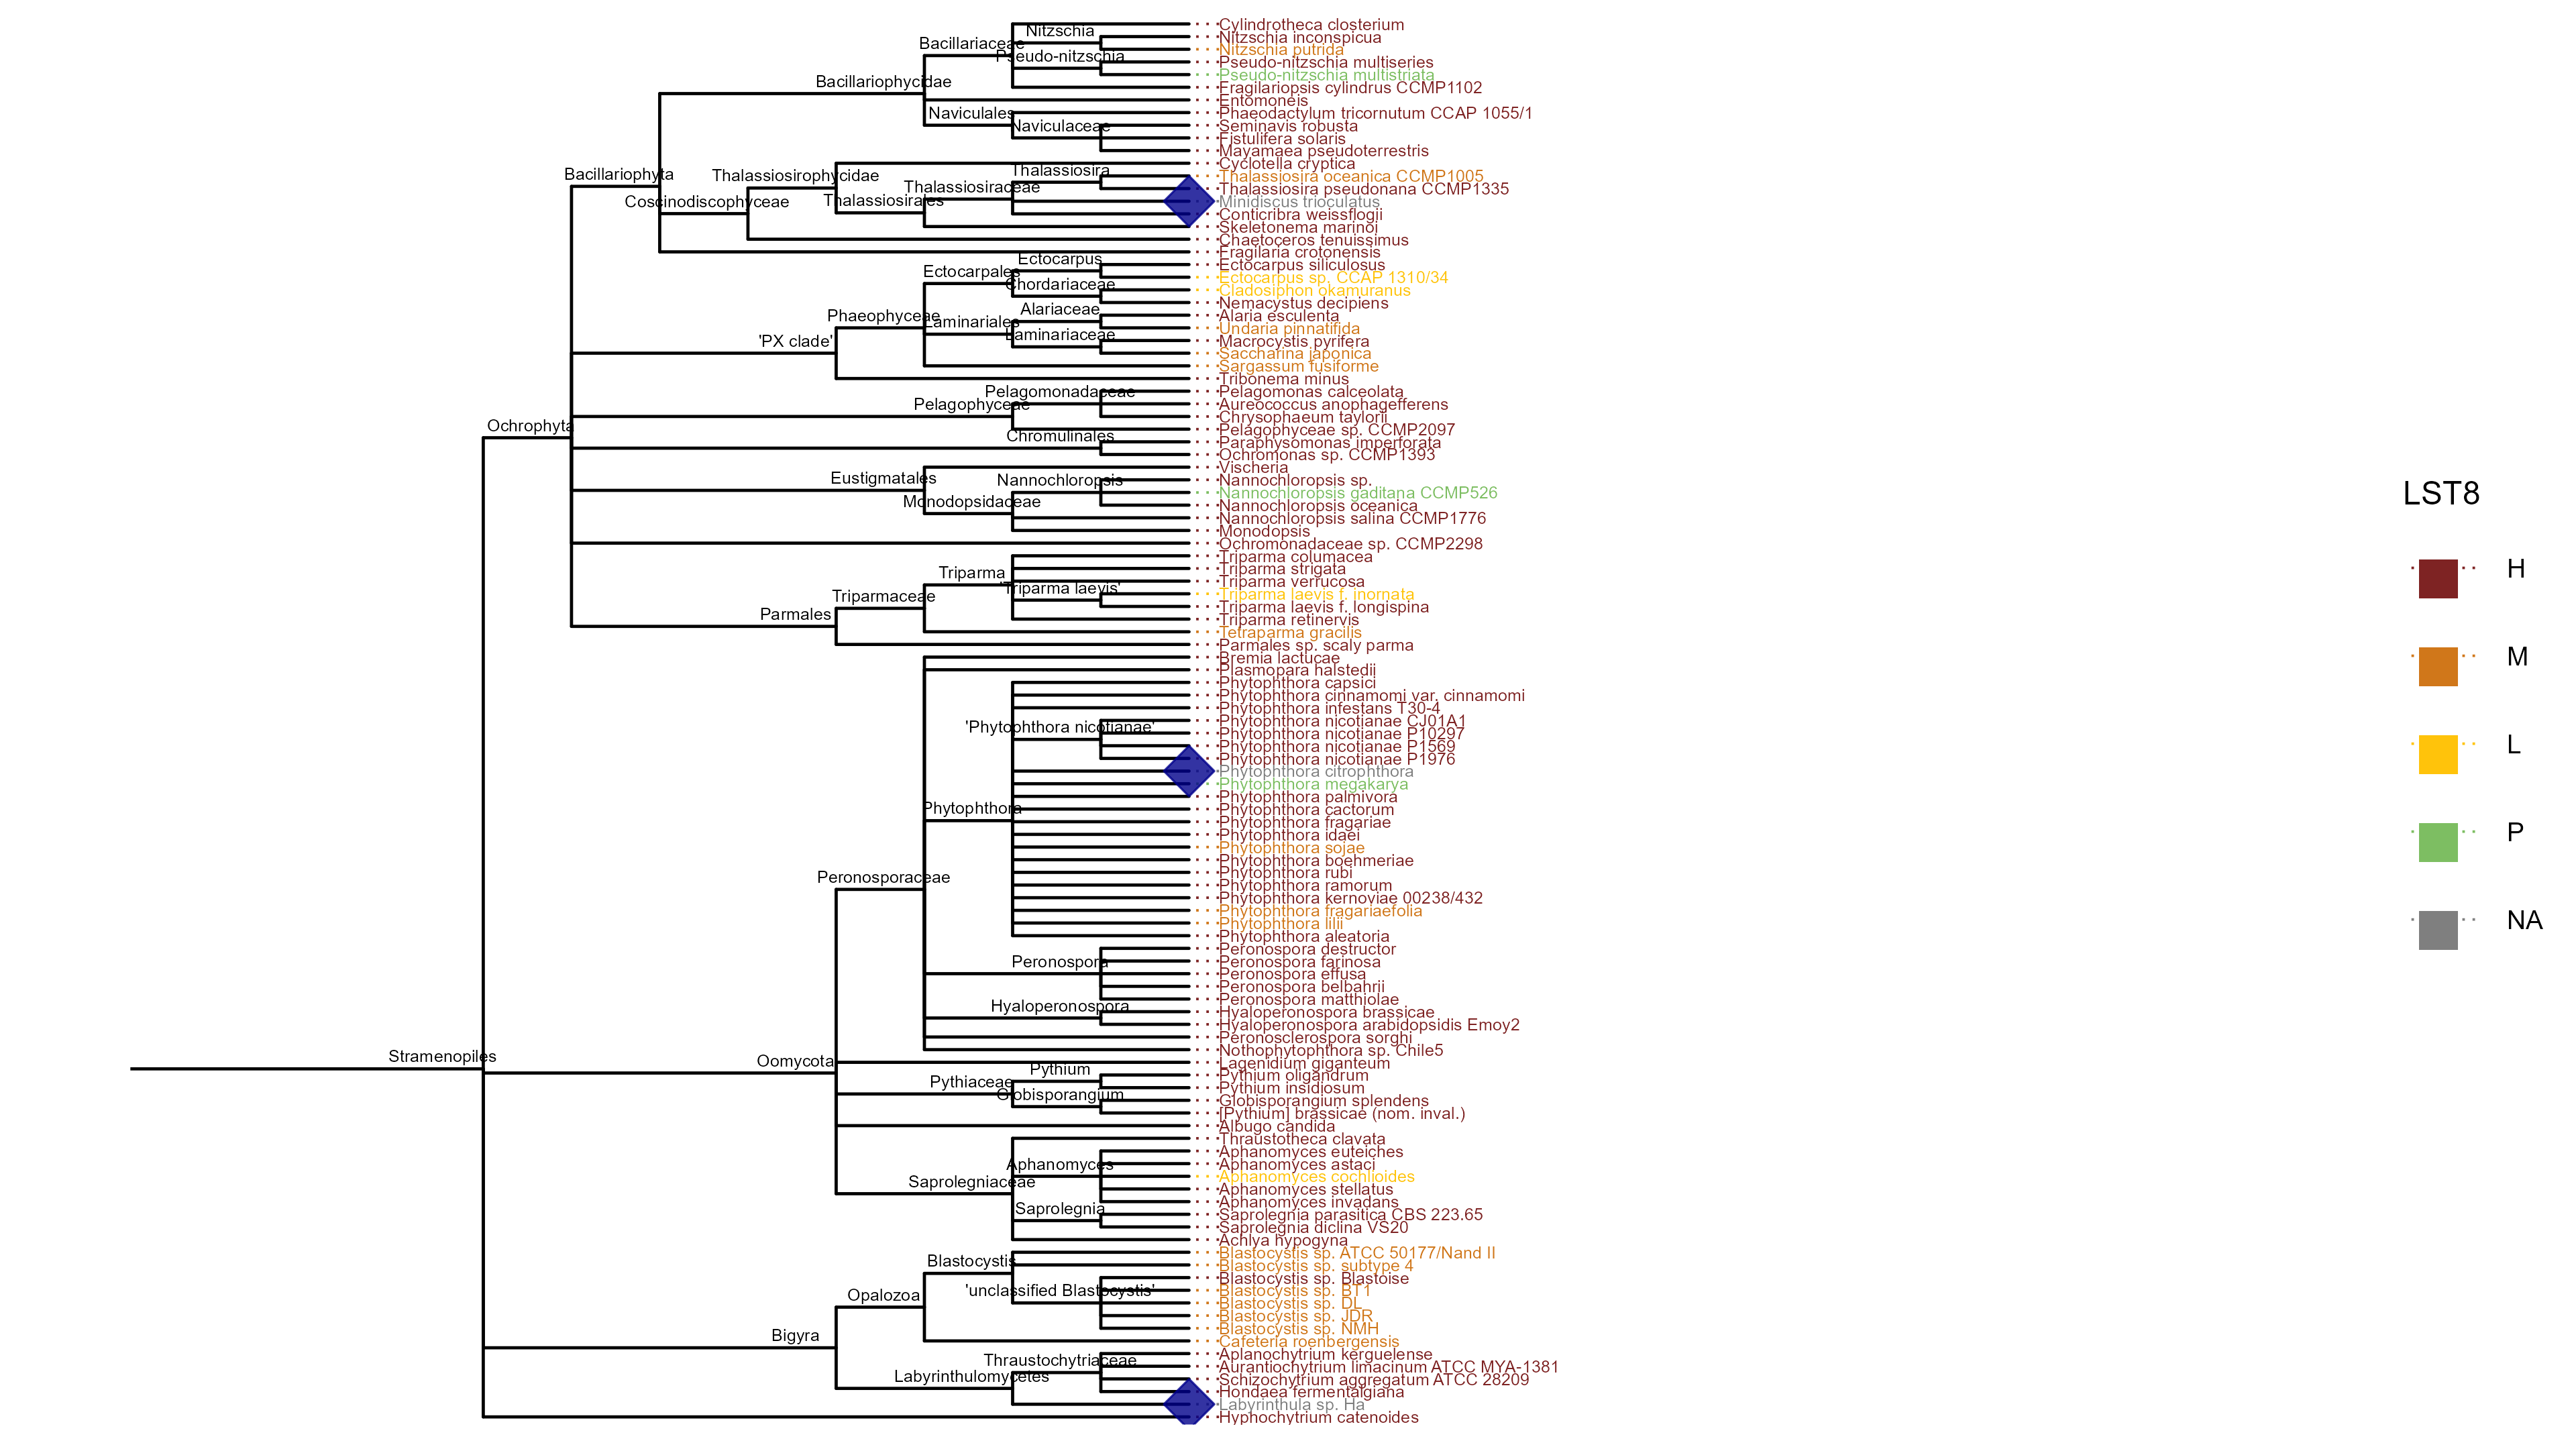 Cylindrotheca closterium
Nitzschia
Nitzschia inconspicua
Bacillariaceae
Nitzschia putrida
Pseudo-nitzschia
Pseudo-nitzschia multiseries
Pseudo-nitzschia multistriata
Bacillariophycidae
Fragilariopsis cylindrus CCMP1102
Entomoneis
Naviculales
Phaeodactylum tricornutum CCAP 1055/1
Naviculaceae
Seminavis robusta
Fistulifera solaris
Mayamaea pseudoterrestris
Cyclotella cryptica
Bacillariophyta
Thalassiosirophycidae
Thalassiosira
Thalassiosira oceanica CCMP1005
Thalassiosiraceae
Thalassiosira pseudonana CCMP1335
Coscinodiscophyceae
Thalassiosirales
Minidiscus trioculatus
Conticribra weissflogii
Skeletonema marinoi
Chaetoceros tenuissimus
Fragilaria crotonensis
Ectocarpus
Ectocarpus siliculosus
Ectocarpales
Ectocarpus sp. CCAP 1310/34
Chordariaceae
Cladosiphon okamuranus
Nemacystus decipiens
Phaeophyceae
Alariaceae
Alaria esculenta
Laminariales
Undaria pinnatifida
'PX clade'
Laminariaceae
Macrocystis pyrifera
Saccharina japonica
Sargassum fusiforme
Tribonema minus
Pelagomonadaceae
Pelagomonas calceolata
Pelagophyceae
Aureococcus anophagefferens
Chrysophaeum taylorii
Ochrophyta
Pelagophyceae sp. CCMP2097
Chromulinales
Paraphysomonas imperforata
Ochromonas sp. CCMP1393
Vischeria
Eustigmatales
Nannochloropsis
Nannochloropsis sp.
Nannochloropsis gaditana CCMP526
LST8
Monodopsidaceae
Nannochloropsis oceanica
Nannochloropsis salina CCMP1776
Monodopsis
Ochromonadaceae sp. CCMP2298
Triparma columacea
Triparma
Triparma strigata
H
Triparma verrucosa
Triparmaceae
'Triparma laevis'
Triparma laevis f. inornata
Triparma laevis f. longispina
Parmales
Triparma retinervis
Tetraparma gracilis
Parmales sp. scaly parma
Bremia lactucae
M
Plasmopara halstedii
Phytophthora capsici
Phytophthora cinnamomi var. cinnamomi
Phytophthora infestans T30-4
'Phytophthora nicotianae'
Phytophthora nicotianae CJ01A1
Phytophthora nicotianae P10297
Phytophthora nicotianae P1569
L
Phytophthora nicotianae P1976
Phytophthora citrophthora
Phytophthora megakarya
Phytophthora palmivora
Phytophthora
Phytophthora cactorum
Phytophthora fragariae
Phytophthora idaei
P
Phytophthora sojae
Phytophthora boehmeriae
Peronosporaceae
Phytophthora rubi
Phytophthora ramorum
Phytophthora kernoviae 00238/432
Phytophthora fragariaefolia
Phytophthora lilii
NA
Phytophthora aleatoria
Peronospora destructor
Peronospora
Peronospora farinosa
Peronospora effusa
Peronospora belbahrii
Peronospora matthiolae
Hyaloperonospora
Hyaloperonospora brassicae
Hyaloperonospora arabidopsidis Emoy2
Peronosclerospora sorghi
Nothophytophthora sp. Chile5
Stramenopiles
Oomycota
Lagenidium giganteum
Pythium
Pythium oligandrum
Pythiaceae
Pythium insidiosum
Globisporangium
Globisporangium splendens
[Pythium] brassicae (nom. inval.)
Albugo candida
Thraustotheca clavata
Aphanomyces euteiches
Aphanomyces
Aphanomyces astaci
Saprolegniaceae
Aphanomyces cochlioides
Aphanomyces stellatus
Aphanomyces invadans
Saprolegnia
Saprolegnia parasitica CBS 223.65
Saprolegnia diclina VS20
Achlya hypogyna
Blastocystis
Blastocystis sp. ATCC 50177/Nand II
Blastocystis sp. subtype 4
Blastocystis sp. Blastoise
Opalozoa
'unclassified Blastocystis'
Blastocystis sp. BT1
Blastocystis sp. DL
Blastocystis sp. JDR
Blastocystis sp. NMH
Bigyra
Cafeteria roenbergensis
Aplanochytrium kerguelense
Thraustochytriaceae
Aurantiochytrium limacinum ATCC MYA-1381
Labyrinthulomycetes
Schizochytrium aggregatum ATCC 28209
Hondaea fermentalgiana
Labyrinthula sp. Ha
Hyphochytrium catenoides